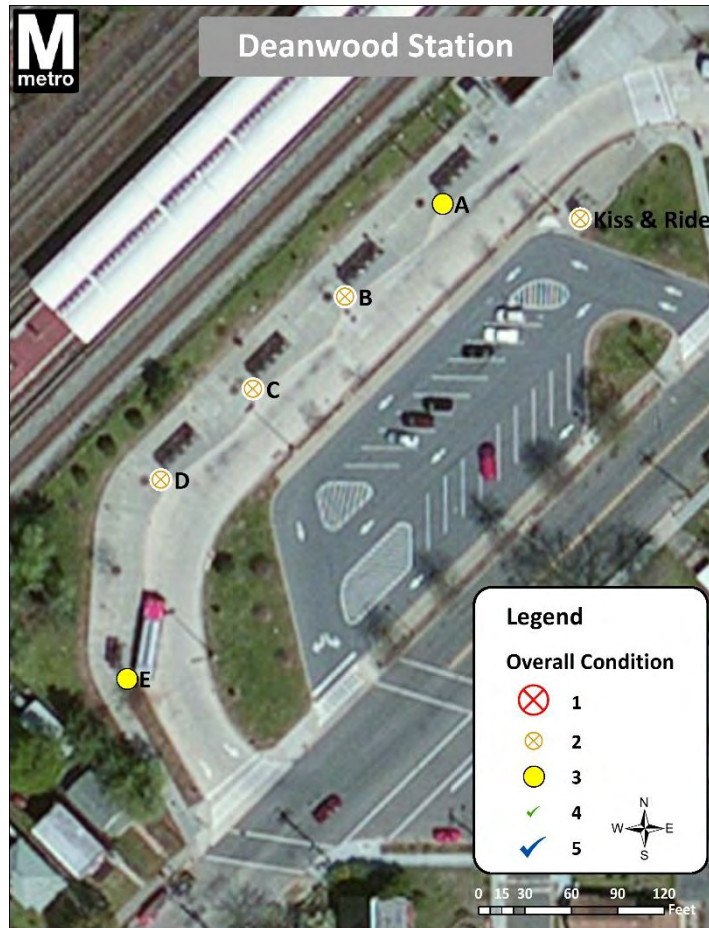 M
metro
Deanwood Station
A
Kiss & Ride
B
C
D
E
Legend
Overall Condition
1
2
3
4
5
N
W E
S
0 15 30 60 90 120
Feet